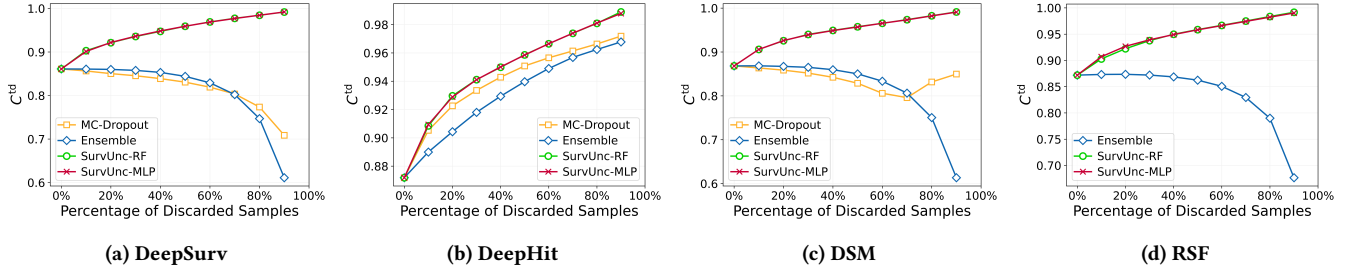 1.0
0.9
0.8
0.7
0.6
C^td
MC-Dropout
Ensemble
SurvUnc-RF
SurvUnc-MLP
0% 20% 40% 60% 80% 100%
Percentage of Discarded Samples
(a) DeepSurv
0.98
0.96
0.94
0.92
0.90
0.88
C^td
MC-Dropout
Ensemble
SurvUnc-RF
SurvUnc-MLP
0% 20% 40% 60% 80% 100%
Percentage of Discarded Samples
(b) DeepHit
1.0
0.9
0.8
0.7
0.6
C^td
MC-Dropout
Ensemble
SurvUnc-RF
SurvUnc-MLP
0% 20% 40% 60% 80% 100%
Percentage of Discarded Samples
(c) DSM
1.00
0.95
0.90
0.85
0.80
0.75
0.70
C^td
Ensemble
SurvUnc-RF
SurvUnc-MLP
0% 20% 40% 60% 80% 100%
Percentage of Discarded Samples
(d) RSF